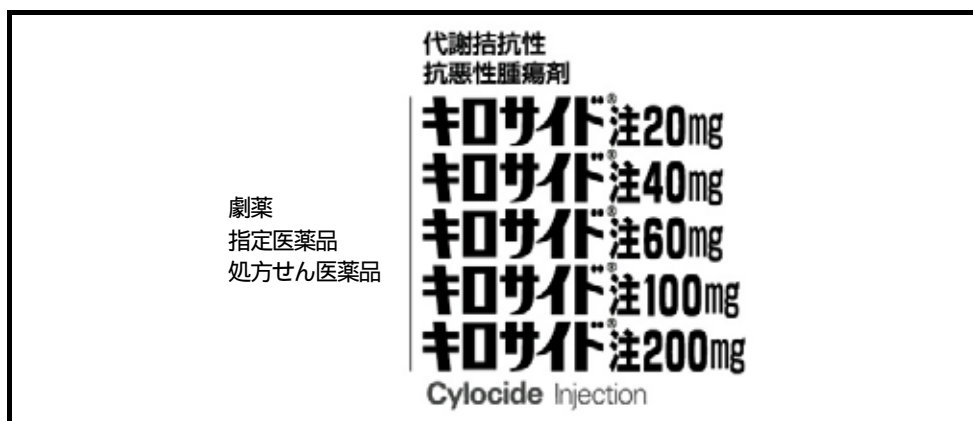 代謝拮抗性
抗悪性腫瘍剤
劇薬
指定医薬品
処方せん医薬品
キロサイド®注20mg
キロサイド®注40mg
キロサイド®注60mg
キロサイド®注100mg
キロサイド®注200mg
Cylocide Injection